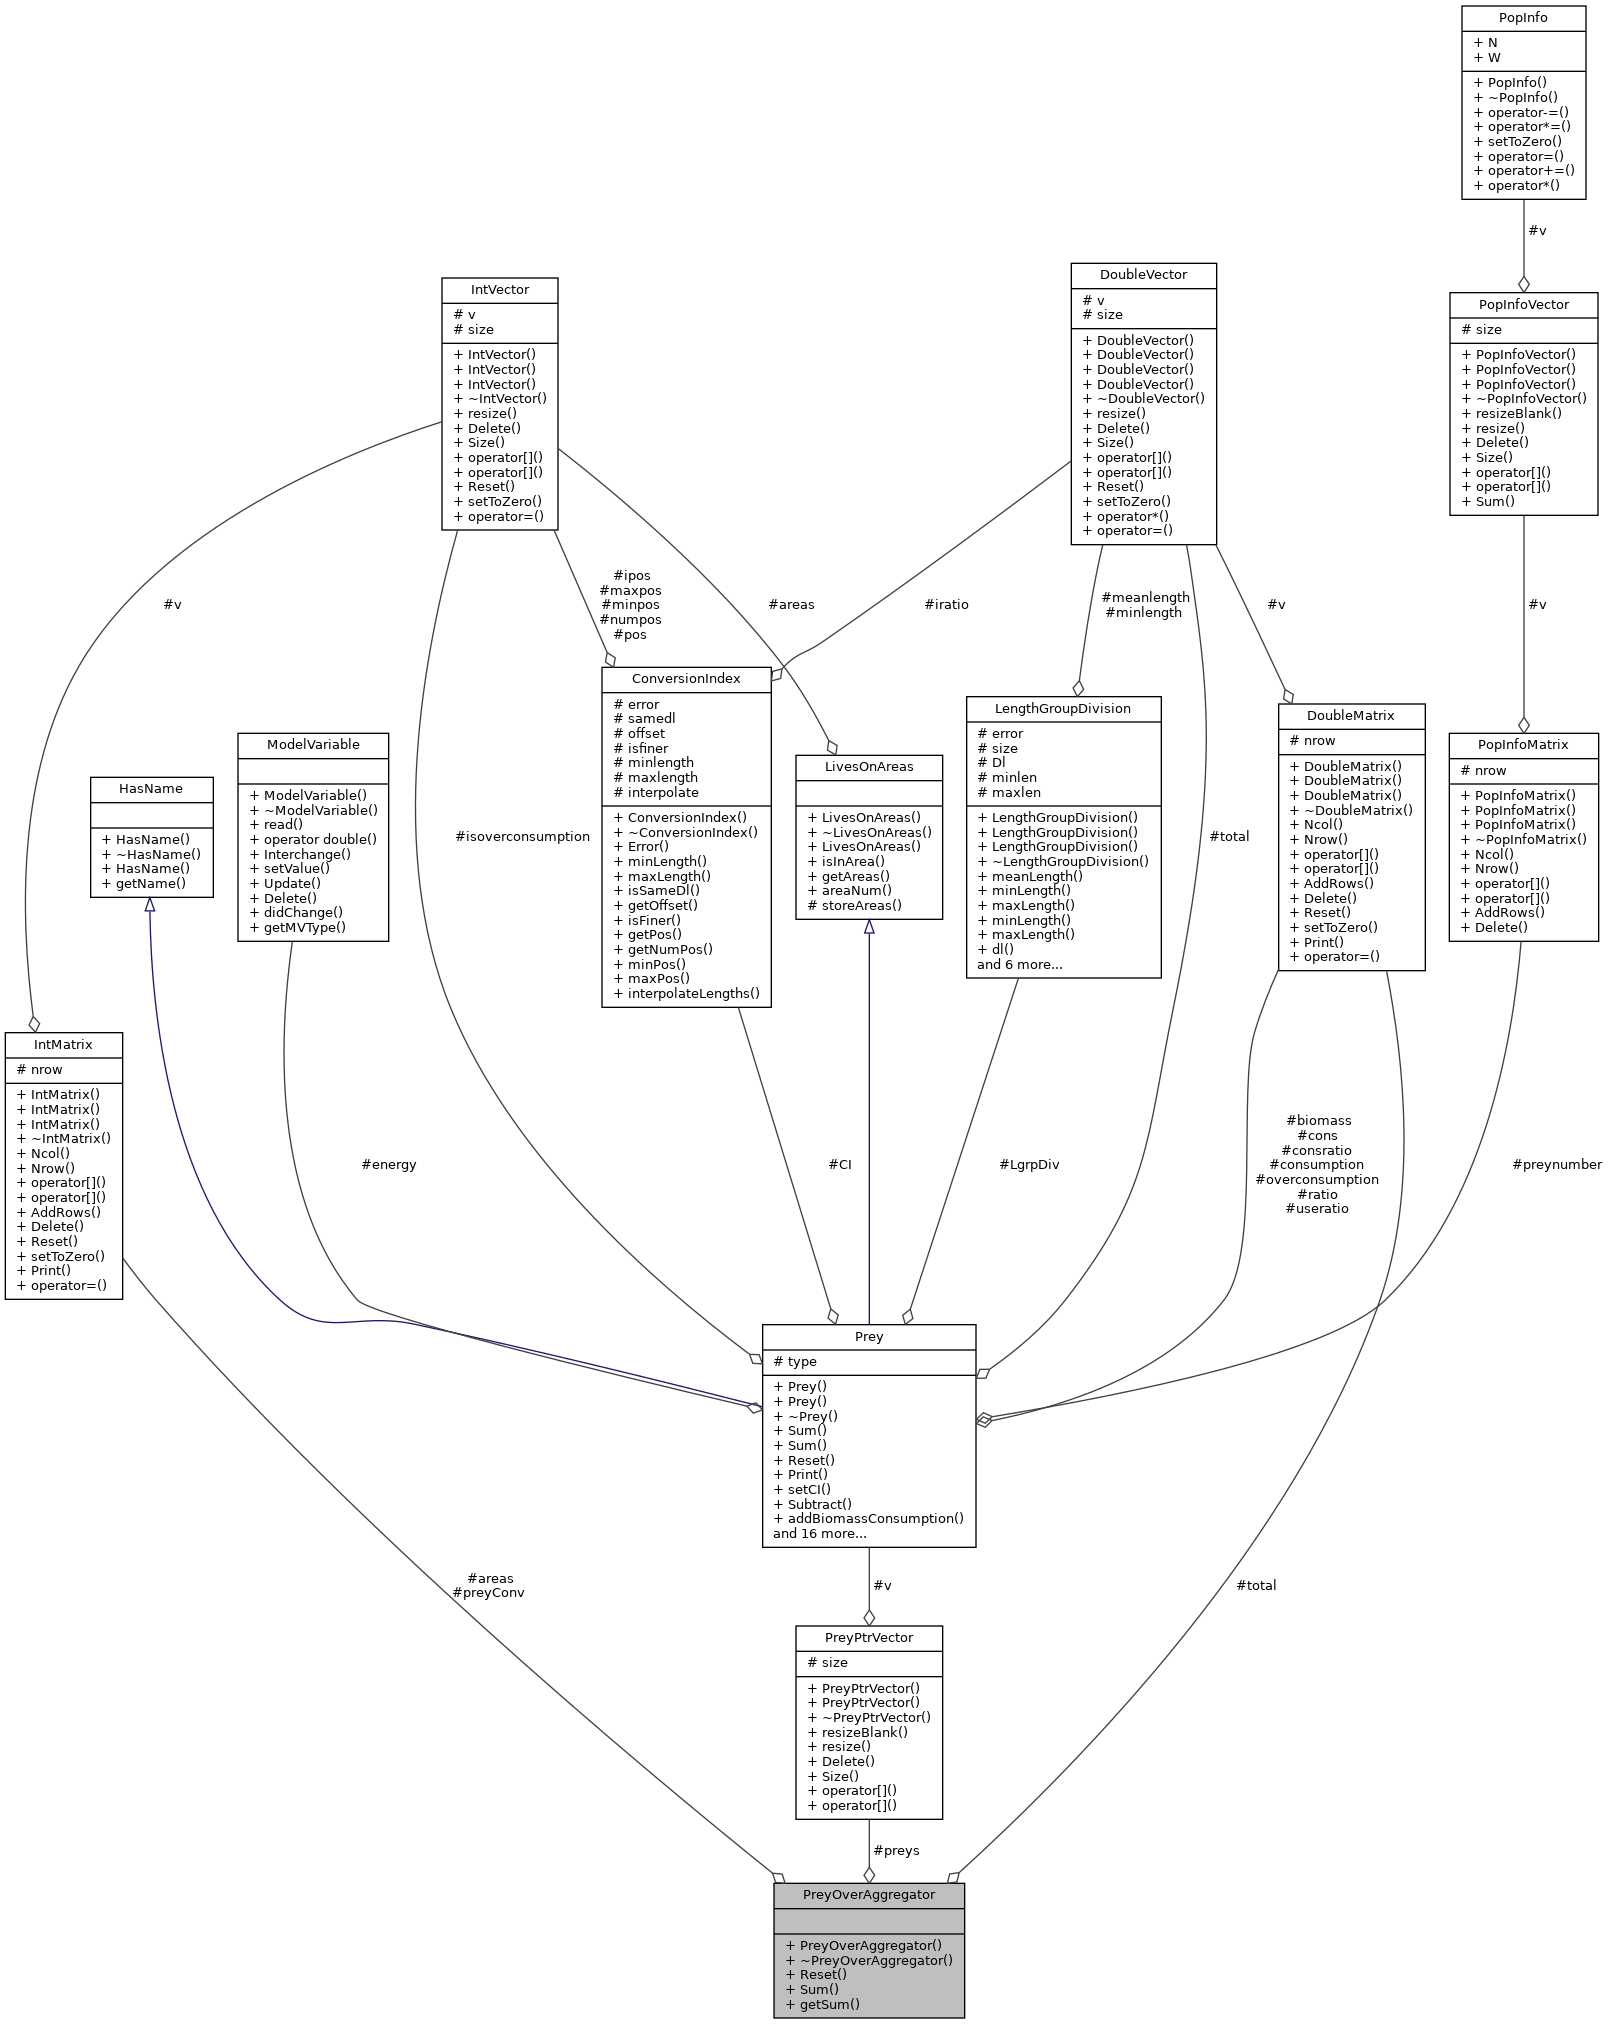 PopInfo
+ N
+ W
+ PopInfo()
+ ~PopInfo()
+ operator-=()
+ operator*=()
+ setToZero()
+ operator=()
+ operator+=()
+ operator*()
#v
IntVector
# v
# size
+ IntVector()
+ IntVector()
+ IntVector()
+ ~IntVector()
+ resize()
+ Delete()
+ Size()
+ operator[]()
+ operator[]()
+ Reset()
+ setToZero()
+ operator=()
DoubleVector
# v
# size
+ DoubleVector()
+ DoubleVector()
+ DoubleVector()
+ DoubleVector()
+ ~DoubleVector()
+ resize()
+ Delete()
+ Size()
+ operator[]()
+ operator[]()
+ Reset()
+ setToZero()
+ operator*()
+ operator=()
PopInfoVector
# size
+ PopInfoVector()
+ PopInfoVector()
+ PopInfoVector()
+ ~PopInfoVector()
+ resizeBlank()
+ resize()
+ Delete()
+ Size()
+ operator[]()
+ operator[]()
+ Sum()
#v
#ipos
#maxpos
#minpos
#numpos
#pos
#areas
#iratio
#meanlength
#minlength
#v
#v
HasName
+ HasName()
+ ~HasName()
+ HasName()
+ getName()
ModelVariable
+ ModelVariable()
+ ~ModelVariable()
+ read()
+ operator double()
+ Interchange()
+ setValue()
+ Update()
+ Delete()
+ didChange()
+ getMVType()
#isoverconsumption
ConversionIndex
# error
# samedl
# offset
# isfiner
# minlength
# maxlength
# interpolate
+ ConversionIndex()
+ ~ConversionIndex()
+ Error()
+ minLength()
+ maxLength()
+ isSameDl()
+ getOffset()
+ isFiner()
+ getPos()
+ getNumPos()
+ minPos()
+ maxPos()
+ interpolateLengths()
LivesOnAreas
+ LivesOnAreas()
+ ~LivesOnAreas()
+ LivesOnAreas()
+ isInArea()
+ getAreas()
+ areaNum()
# storeAreas()
LengthGroupDivision
# error
# size
# Dl
# minlen
# maxlen
+ LengthGroupDivision()
+ LengthGroupDivision()
+ LengthGroupDivision()
+ ~LengthGroupDivision()
+ meanLength()
+ minLength()
+ maxLength()
+ minLength()
+ maxLength()
+ dl()
and 6 more...
#total
DoubleMatrix
# nrow
+ DoubleMatrix()
+ DoubleMatrix()
+ DoubleMatrix()
+ ~DoubleMatrix()
+ Ncol()
+ Nrow()
+ operator[]()
+ operator[]()
+ AddRows()
+ Delete()
+ Reset()
+ setToZero()
+ Print()
+ operator=()
PopInfoMatrix
# nrow
+ PopInfoMatrix()
+ PopInfoMatrix()
+ PopInfoMatrix()
+ ~PopInfoMatrix()
+ Ncol()
+ Nrow()
+ operator[]()
+ operator[]()
+ AddRows()
+ Delete()
IntMatrix
# nrow
+ IntMatrix()
+ IntMatrix()
+ IntMatrix()
+ ~IntMatrix()
+ Ncol()
+ Nrow()
+ operator[]()
+ operator[]()
+ AddRows()
+ Delete()
+ Reset()
+ setToZero()
+ Print()
+ operator=()
#energy
#CI
#LgrpDiv
#biomass
#cons
#consratio
#consumption
#overconsumption
#ratio
#useratio
#preynumber
Prey
# type
+ Prey()
+ Prey()
+ ~Prey()
+ Sum()
+ Sum()
+ Reset()
+ Print()
+ setCI()
+ Subtract()
+ addBiomassConsumption()
and 16 more...
#areas
#preyConv
#v
#total
PreyPtrVector
# size
+ PreyPtrVector()
+ PreyPtrVector()
+ ~PreyPtrVector()
+ resizeBlank()
+ resize()
+ Delete()
+ Size()
+ operator[]()
+ operator[]()
#preys
PreyOverAggregator
+ PreyOverAggregator()
+ ~PreyOverAggregator()
+ Reset()
+ Sum()
+ getSum()